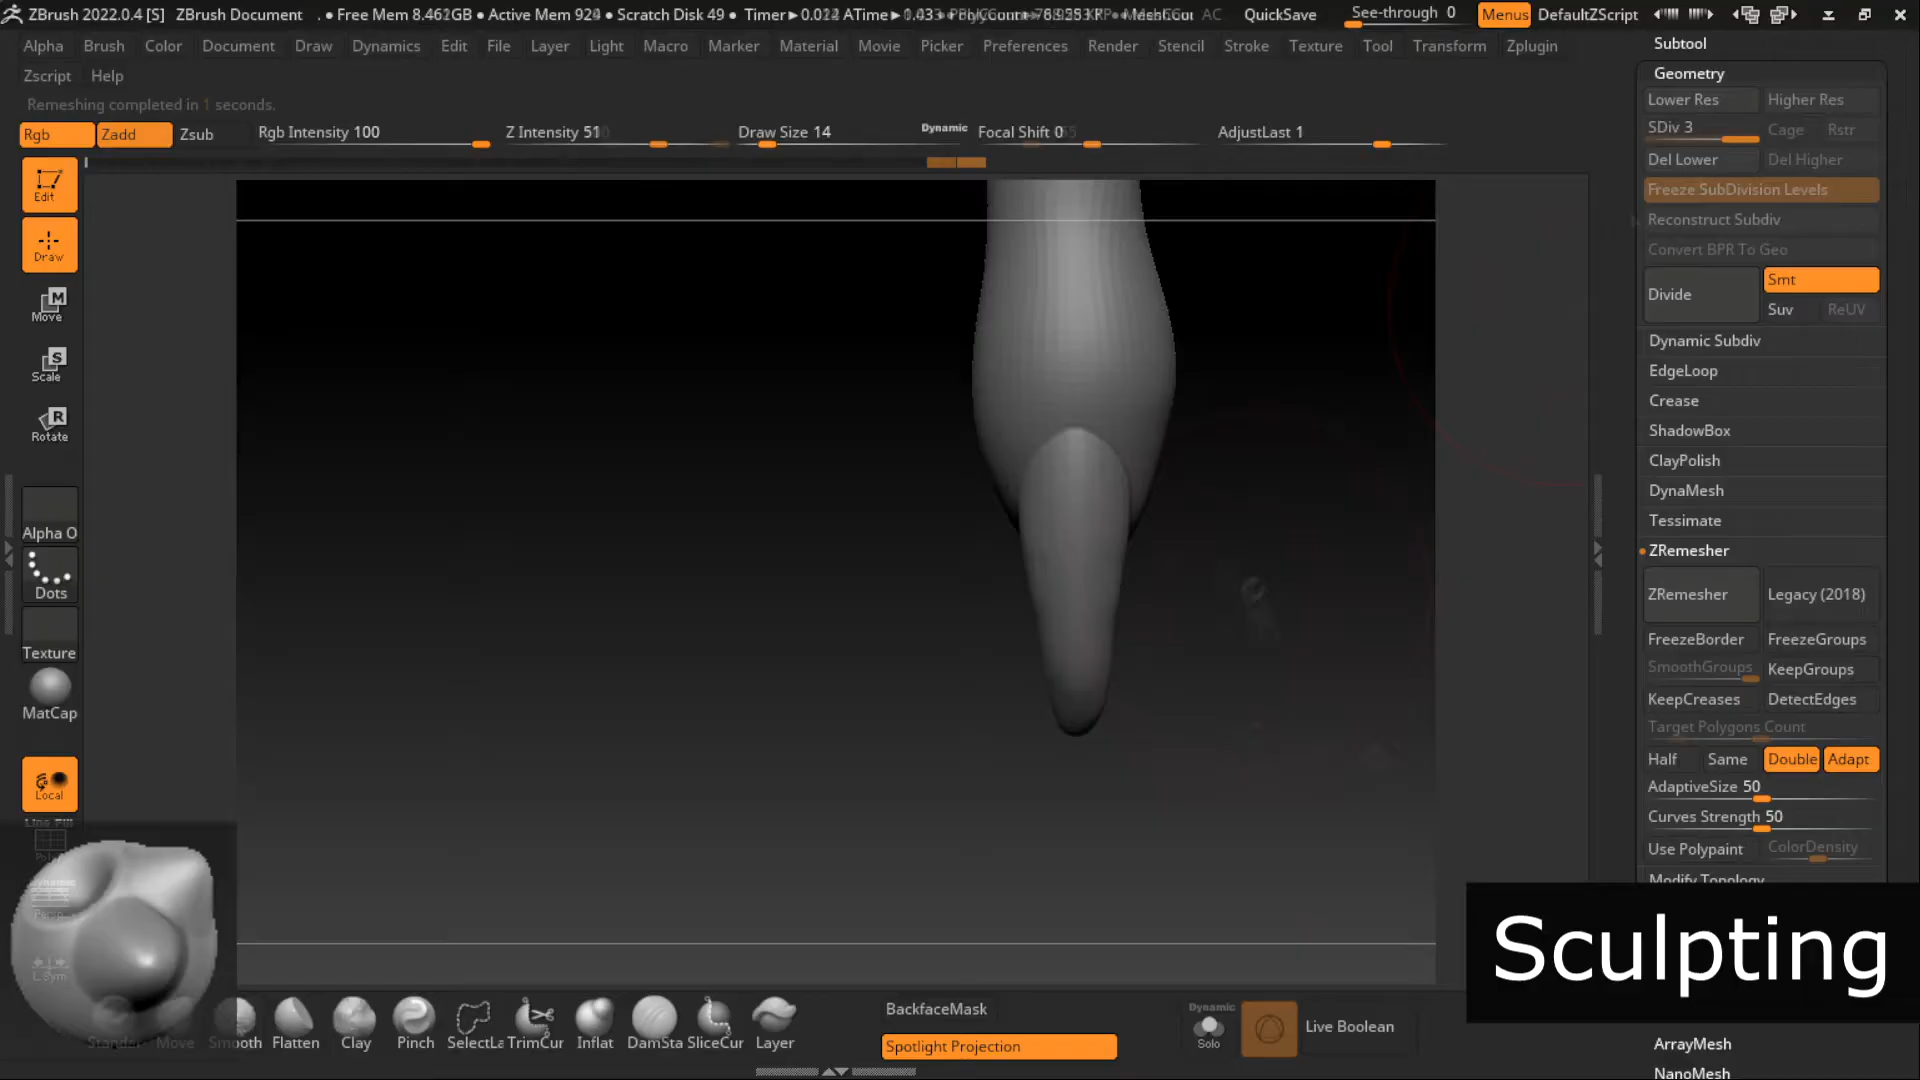 ZBrush 2022.0.4 [S] ZBrush Document . • Free Mem GB • Active Mem • Scratch Disk 49 • Timer▸ ATime▸ AC QuickSave See-through 0 Menus DefaultZScript
Alpha Brush Color Document Draw Dynamics Edit File Layer Light Macro Marker Material Movie Picker Preferences Render Stencil Stroke Texture Tool Transform Zplugin
Zscript Help
Remeshing completed in 1 seconds.
Rgb Zadd Zsub Rgb Intensity 100 Z Intensity 51 Draw Size 14 Dynamic Focal Shift 0 AdjustLast 1
Edit
Draw
M
Move
S
Scale
R
Rotate
Alpha O
Dots
Texture
MatCap
Local
L.Sym
Move Smooth Flatten Clay Pinch SelectLa TrimCur Inflat DamSta SliceCur Layer
BackfaceMask
Spotlight Projection
Dynamic
Solo
Live Boolean
Subtool
Geometry
Lower Res Higher Res
SDiv 3 Cage Rstr
Del Lower Del Higher
Freeze SubDivision Levels
Reconstruct Subdiv
Convert BPR To Geo
Divide Smt
Suv ReUV
Dynamic Subdiv
EdgeLoop
Crease
ShadowBox
ClayPolish
DynaMesh
Tessimate
ZRemesher
ZRemesher Legacy (2018)
FreezeBorder FreezeGroups
SmoothGroups KeepGroups
KeepCreases DetectEdges
Target Polygons Count
Half Same Double Adapt
AdaptiveSize 50
Curves Strength 50
Use Polypaint ColorDensity
Modify Topology
Sculpting
ArrayMesh
NanoMesh